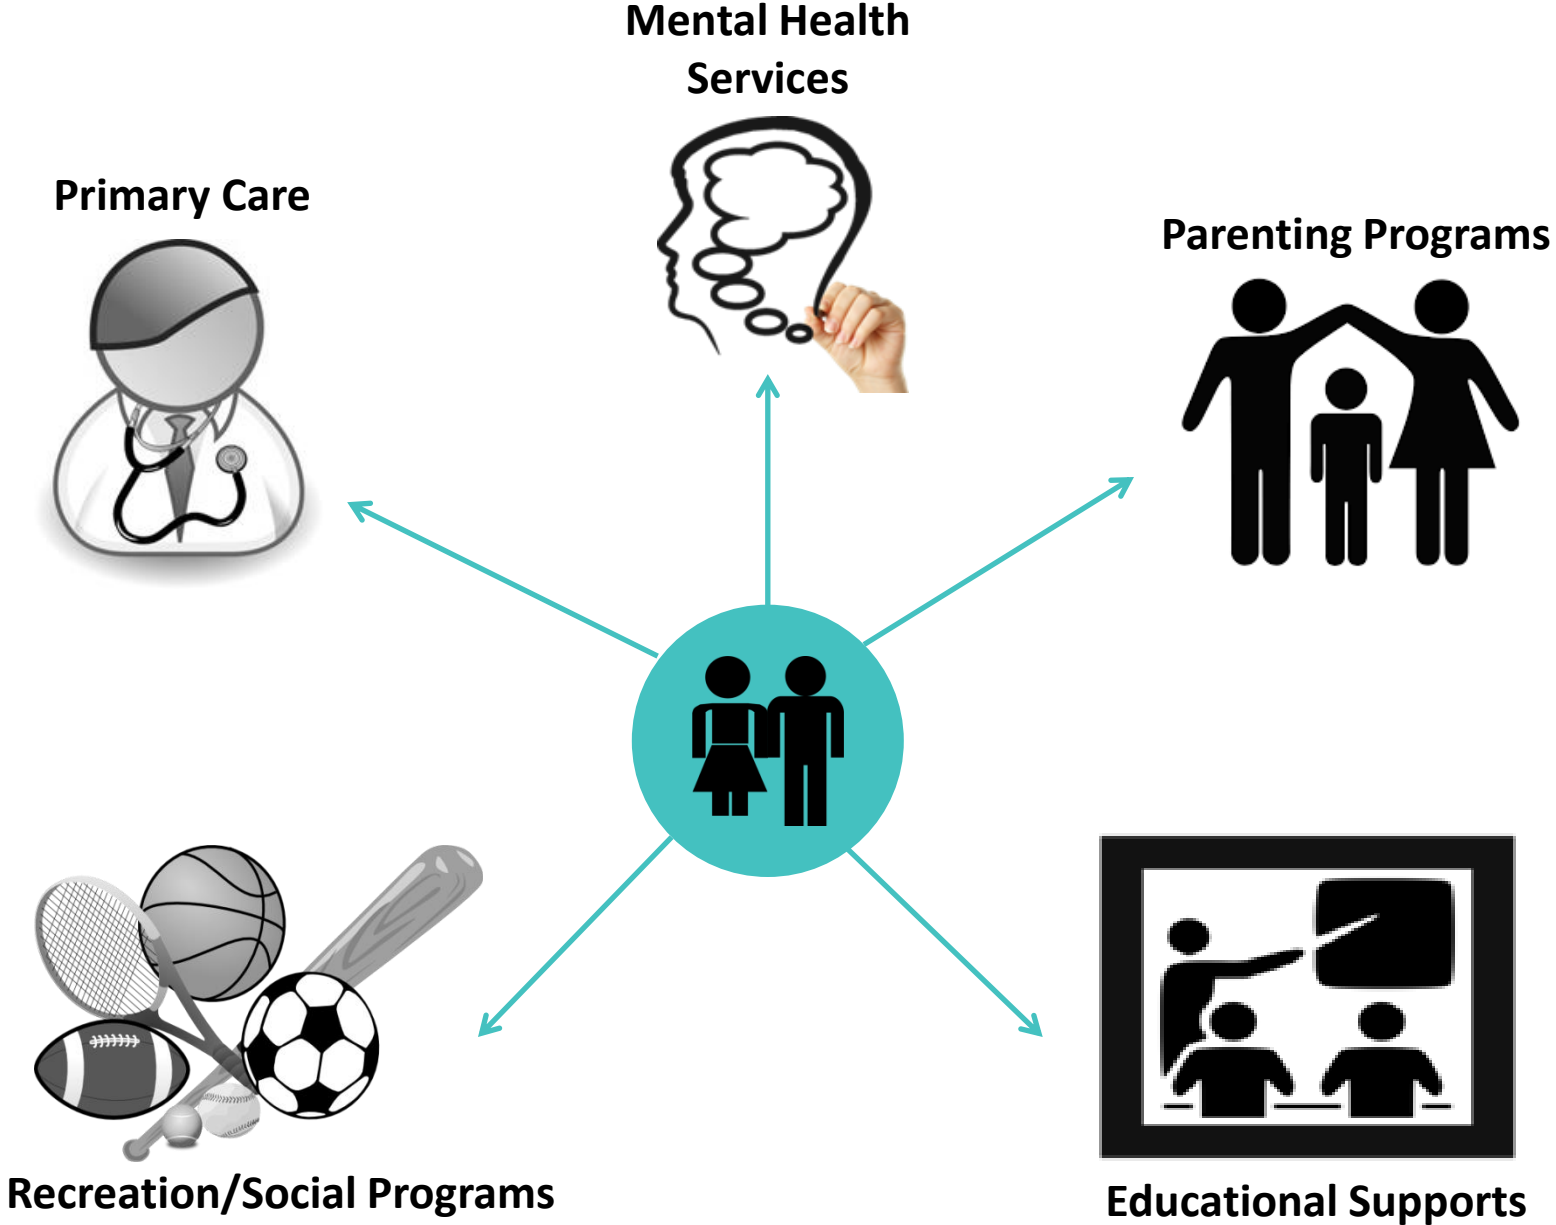 Mental Health
Services
Primary Care
Parenting Programs
Recreation/Social Programs
Educational Supports